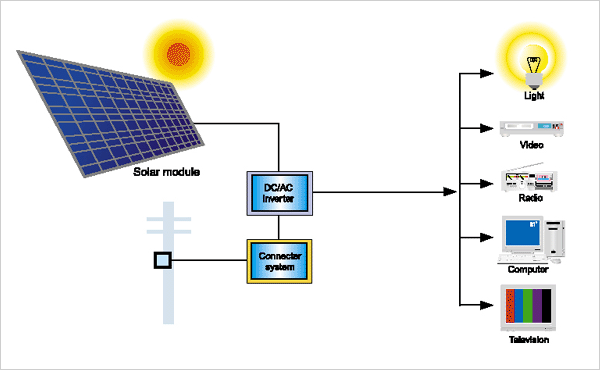 Light
Video
Solar module
DC/AC
Inverter
Radio
Connecter
system
Computer
Television